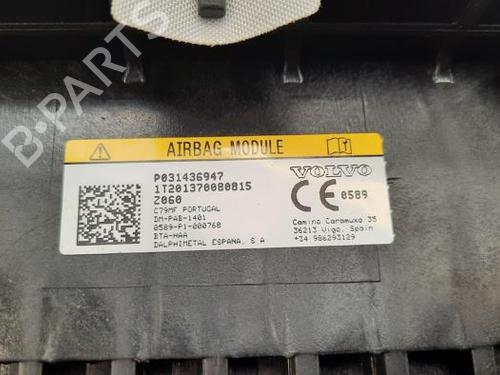 B-PARTS
AIRBAG MODULE
P031436947
1T201370080815
Z060
C79MF PORTUGAL
DM-PAB-1401
0589-P1-000768
BTA-HAA
DALPHIMETAL ESPANA, S A
VOLVO
CE 0589
Camino Caramuxo 35
36213 Vigo, Spain
+34 986293129